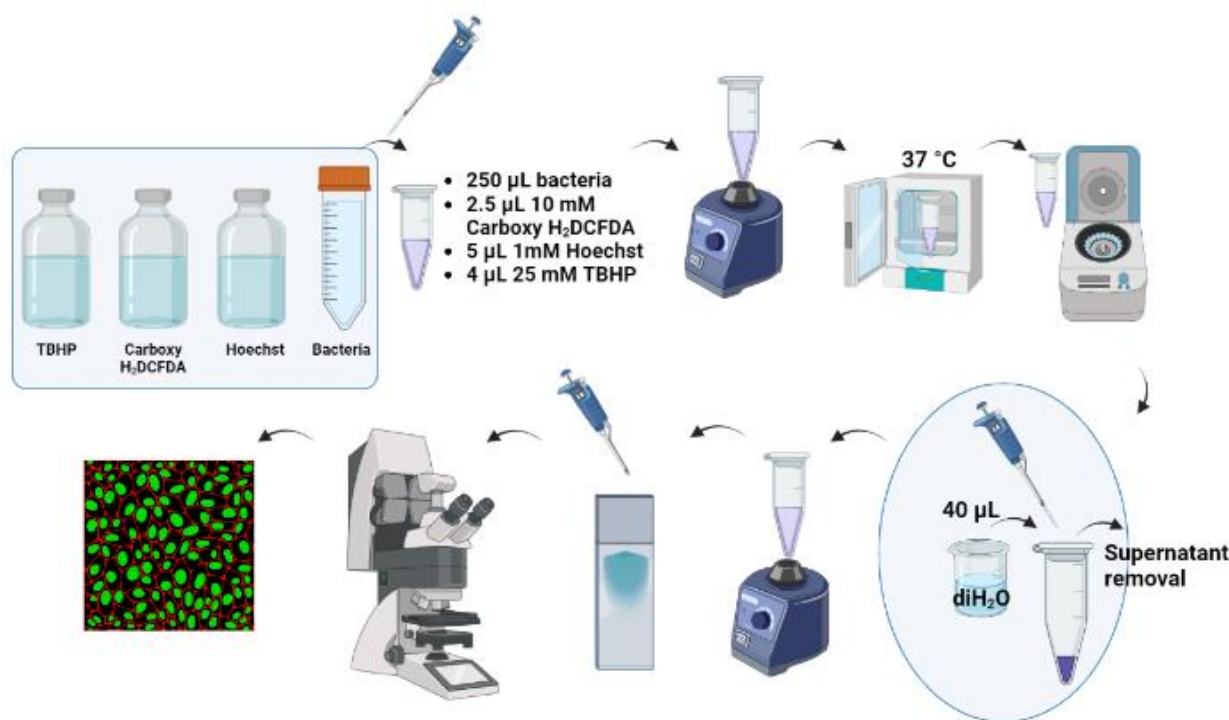 • 250 µL bacteria
• 2.5 µL 10 mM
Carboxy H₂DCFDA
• 5 µL 1mM Hoechst
• 4 µL 25 mM TBHP
37 °C
TBHP
Carboxy
H₂DCFDA
Hoechst
Bacteria
40 µL
diH₂O
Supernatant
removal